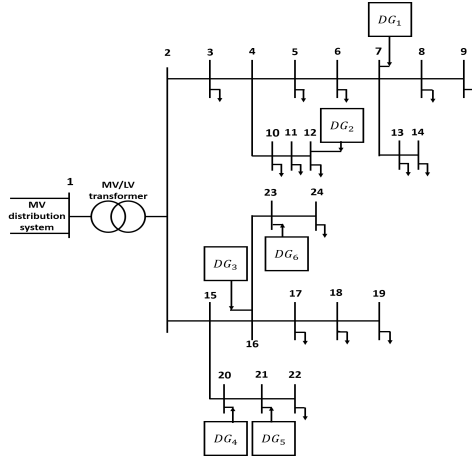 DG₁
2 3 4 5 6 7 8 9
DG₂
10 11 12 13 14
1
MV/LV
transformer
MV
distribution
system
23 24
DG₃
DG₆
15 17 18 19
16
20 21 22
DG₄ DG₅